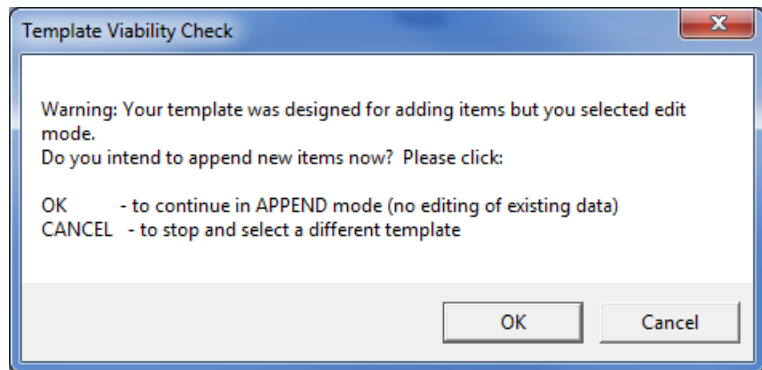 Template Viability Check
X
Warning: Your template was designed for adding items but you selected edit
mode.
Do you intend to append new items now?  Please click:
OK        - to continue in APPEND mode (no editing of existing data)
CANCEL  - to stop and select a different template
OK
Cancel